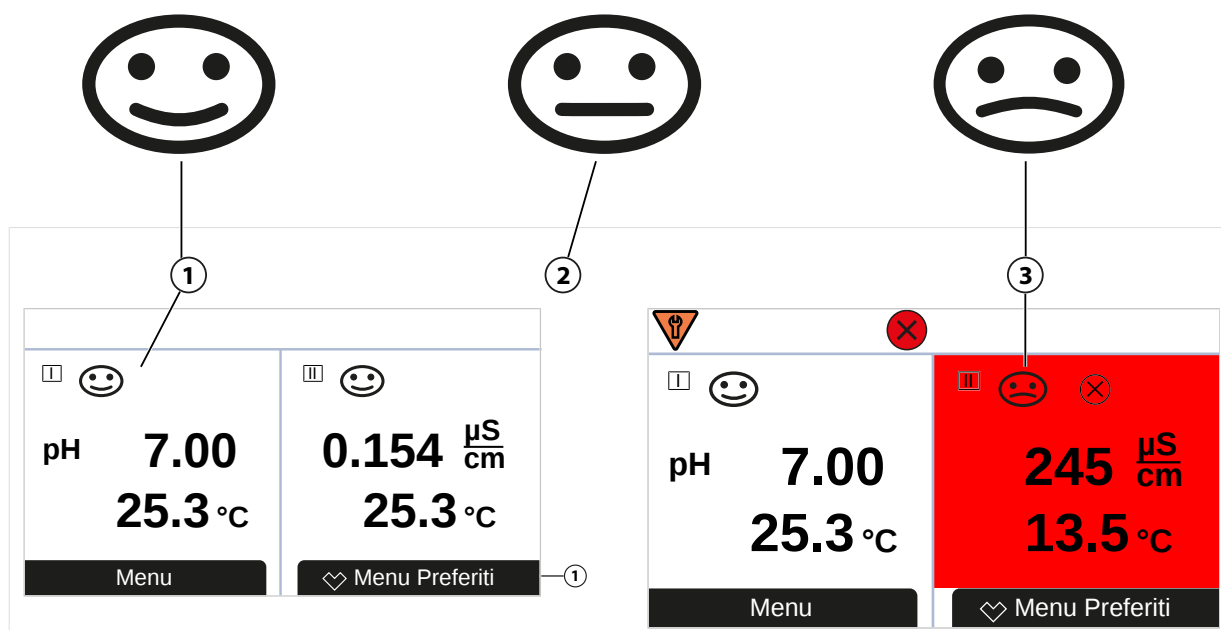 1
2
3
I
II
pH 7.00
25.3 °C
0.154 µS
cm
25.3 °C
Menu
Menu Preferiti
1
I
II
pH 7.00
25.3 °C
245 µS
cm
13.5 °C
Menu
Menu Preferiti